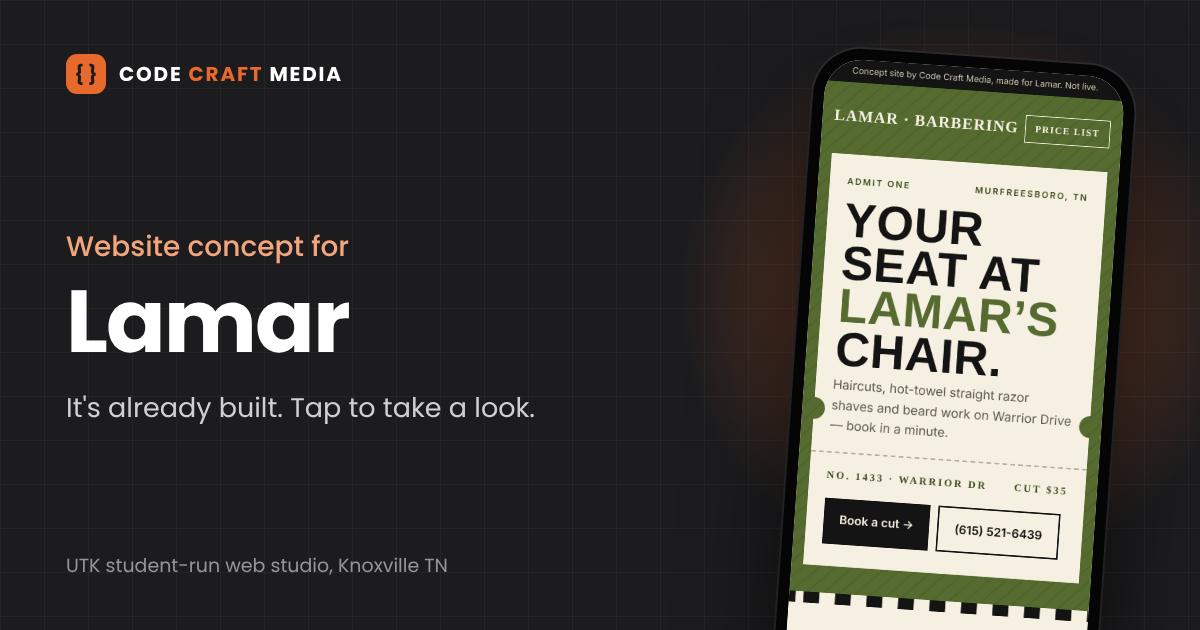 { }
CODE CRAFT MEDIA
Website concept for
Lamar
It's already built. Tap to take a look.
UTK student-run web studio, Knoxville TN
Concept site by Code Craft Media, made for Lamar. Not live.
LAMAR · BARBERING
PRICE LIST
ADMIT ONE
MURFREESBORO, TN
YOUR
SEAT AT
LAMAR’S
CHAIR.
Haircuts, hot-towel straight razor
shaves and beard work on Warrior Drive
— book in a minute.
NO. 1433 · WARRIOR DR
CUT $35
Book a cut →
(615) 521-6439